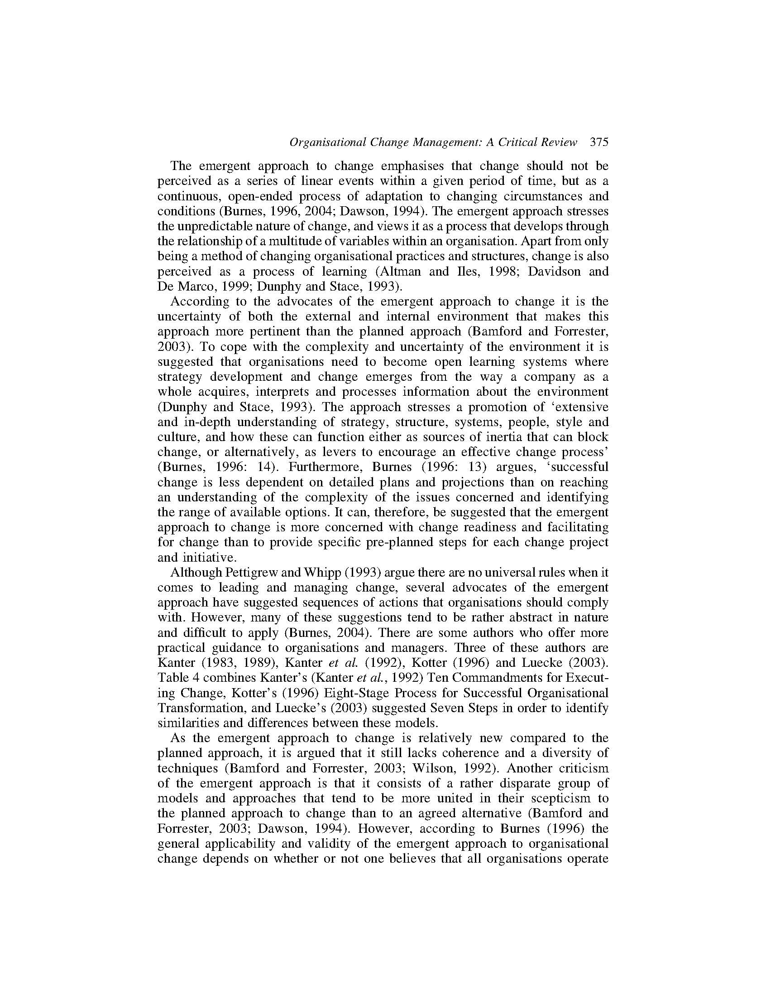 Organisational Change Management: A Critical Review 375
The emergent approach to change emphasises that change should not be
perceived as a series of linear events within a given period of time, but as a
continuous, open-ended process of adaptation to changing circumstances and
conditions (Burnes, 1996, 2004; Dawson, 1994). The emergent approach stresses
the unpredictable nature of change, and views it as a process that develops through
the relationship of a multitude of variables within an organisation. Apart from only
being a method of changing organisational practices and structures, change is also
perceived as a process of learning (Altman and Iles, 1998; Davidson and
De Marco, 1999; Dunphy and Stace, 1993).
According to the advocates of the emergent approach to change it is the
uncertainty of both the external and internal environment that makes this
approach more pertinent than the planned approach (Bamford and Forrester,
2003). To cope with the complexity and uncertainty of the environment it is
suggested that organisations need to become open learning systems where
strategy development and change emerges from the way a company as a
whole acquires, interprets and processes information about the environment
(Dunphy and Stace, 1993). The approach stresses a promotion of ‘extensive
and in-depth understanding of strategy, structure, systems, people, style and
culture, and how these can function either as sources of inertia that can block
change, or alternatively, as levers to encourage an effective change process’
(Burnes, 1996: 14). Furthermore, Burnes (1996: 13) argues, ‘successful
change is less dependent on detailed plans and projections than on reaching
an understanding of the complexity of the issues concerned and identifying
the range of available options. It can, therefore, be suggested that the emergent
approach to change is more concerned with change readiness and facilitating
for change than to provide specific pre-planned steps for each change project
and initiative.
Although Pettigrew and Whipp (1993) argue there are no universal rules when it
comes to leading and managing change, several advocates of the emergent
approach have suggested sequences of actions that organisations should comply
with. However, many of these suggestions tend to be rather abstract in nature
and difficult to apply (Burnes, 2004). There are some authors who offer more
practical guidance to organisations and managers. Three of these authors are
Kanter (1983, 1989), Kanter et al. (1992), Kotter (1996) and Luecke (2003).
Table 4 combines Kanter’s (Kanter et al., 1992) Ten Commandments for Execut-
ing Change, Kotter’s (1996) Eight-Stage Process for Successful Organisational
Transformation, and Luecke’s (2003) suggested Seven Steps in order to identify
similarities and differences between these models.
As the emergent approach to change is relatively new compared to the
planned approach, it is argued that it still lacks coherence and a diversity of
techniques (Bamford and Forrester, 2003; Wilson, 1992). Another criticism
of the emergent approach is that it consists of a rather disparate group of
models and approaches that tend to be more united in their scepticism to
the planned approach to change than to an agreed alternative (Bamford and
Forrester, 2003; Dawson, 1994). However, according to Burnes (1996) the
general applicability and validity of the emergent approach to organisational
change depends on whether or not one believes that all organisations operate